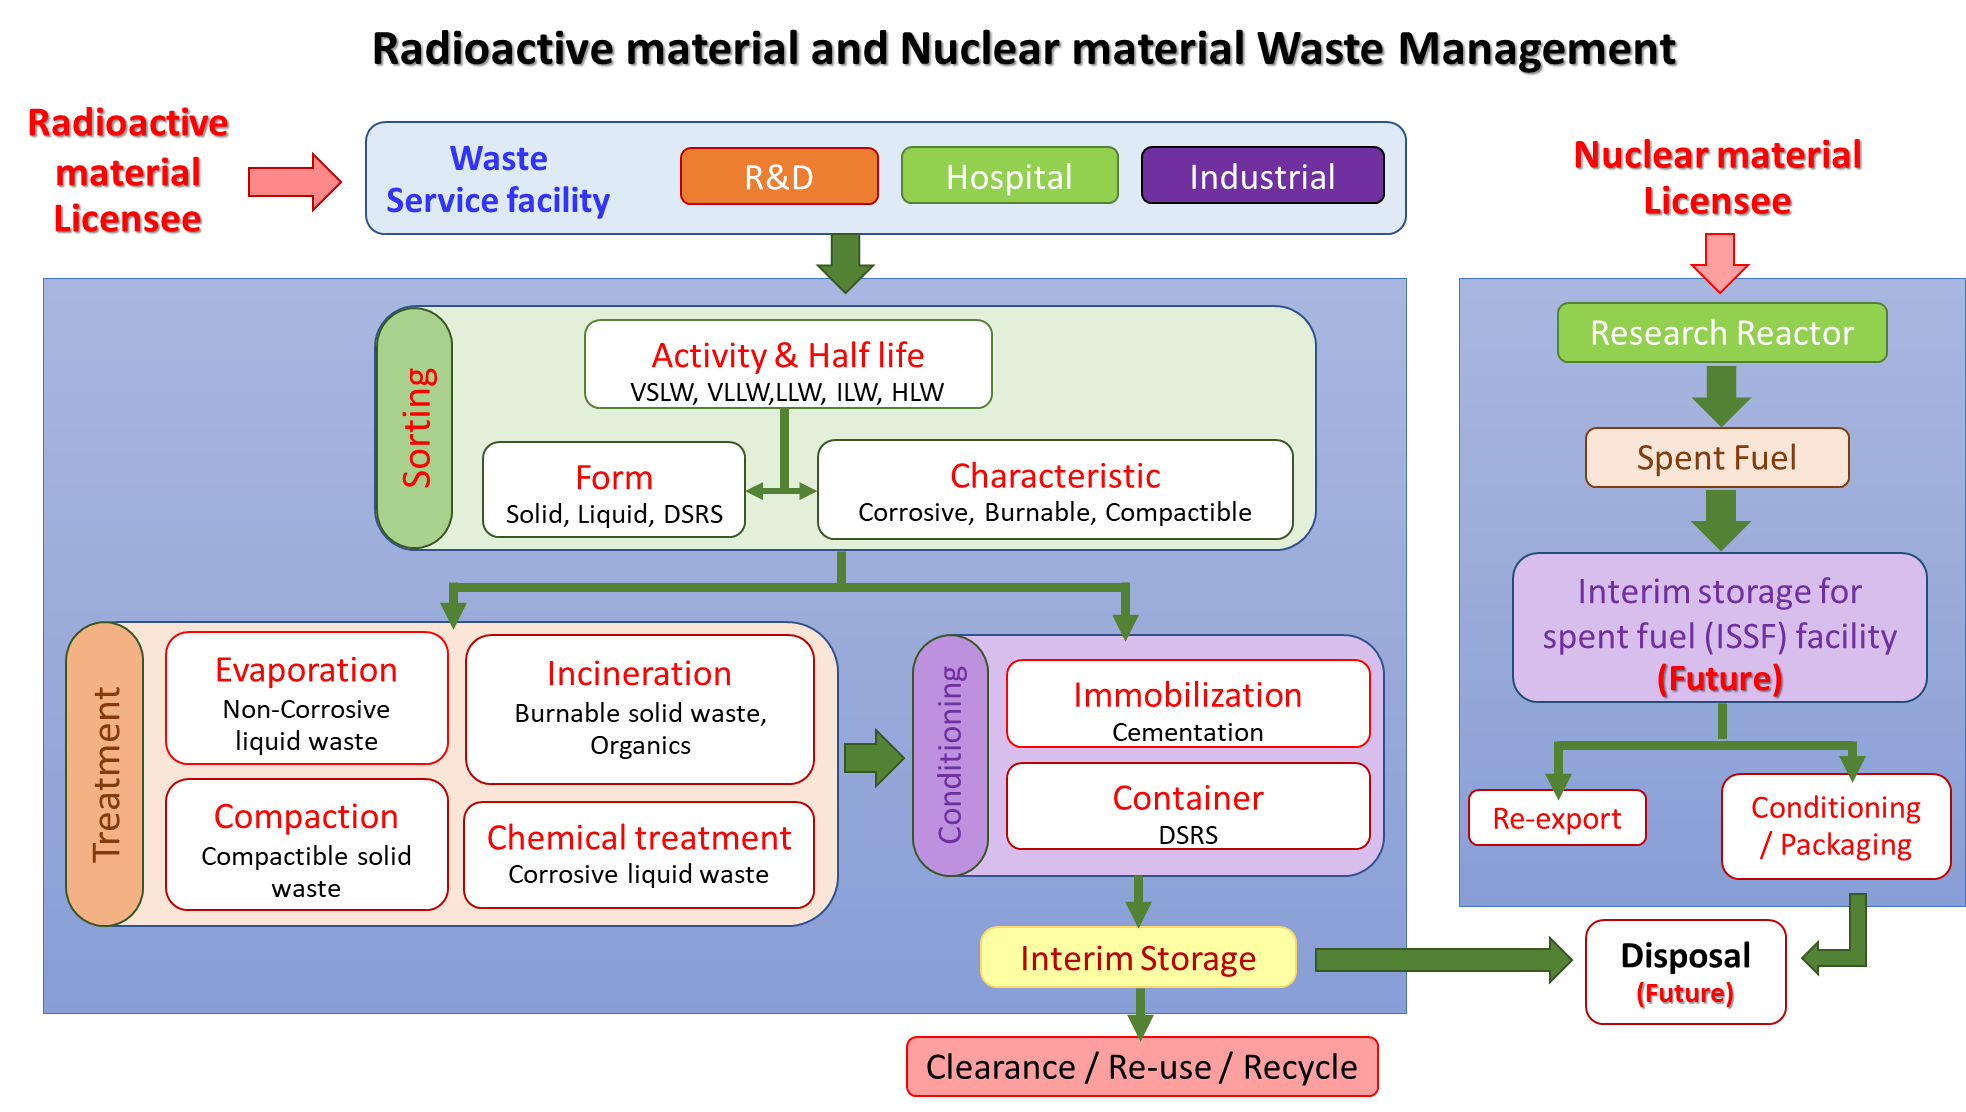 Radioactive material and Nuclear material Waste Management
Radioactive
material
Licensee
Waste
Service facility
R&D
Hospital
Industrial
Nuclear material
Licensee
Sorting
Activity & Half life
VSLW, VLLW,LLW, ILW, HLW
Form
Solid, Liquid, DSRS
Characteristic
Corrosive, Burnable, Compactible
Treatment
Evaporation
Non-Corrosive
liquid waste
Incineration
Burnable solid waste,
Organics
Compaction
Compactible solid
waste
Chemical treatment
Corrosive liquid waste
Conditioning
Immobilization
Cementation
Container
DSRS
Interim Storage
Clearance / Re-use / Recycle
Research Reactor
Spent Fuel
Interim storage for
spent fuel (ISSF) facility
(Future)
Re-export
Conditioning
/ Packaging
Disposal
(Future)